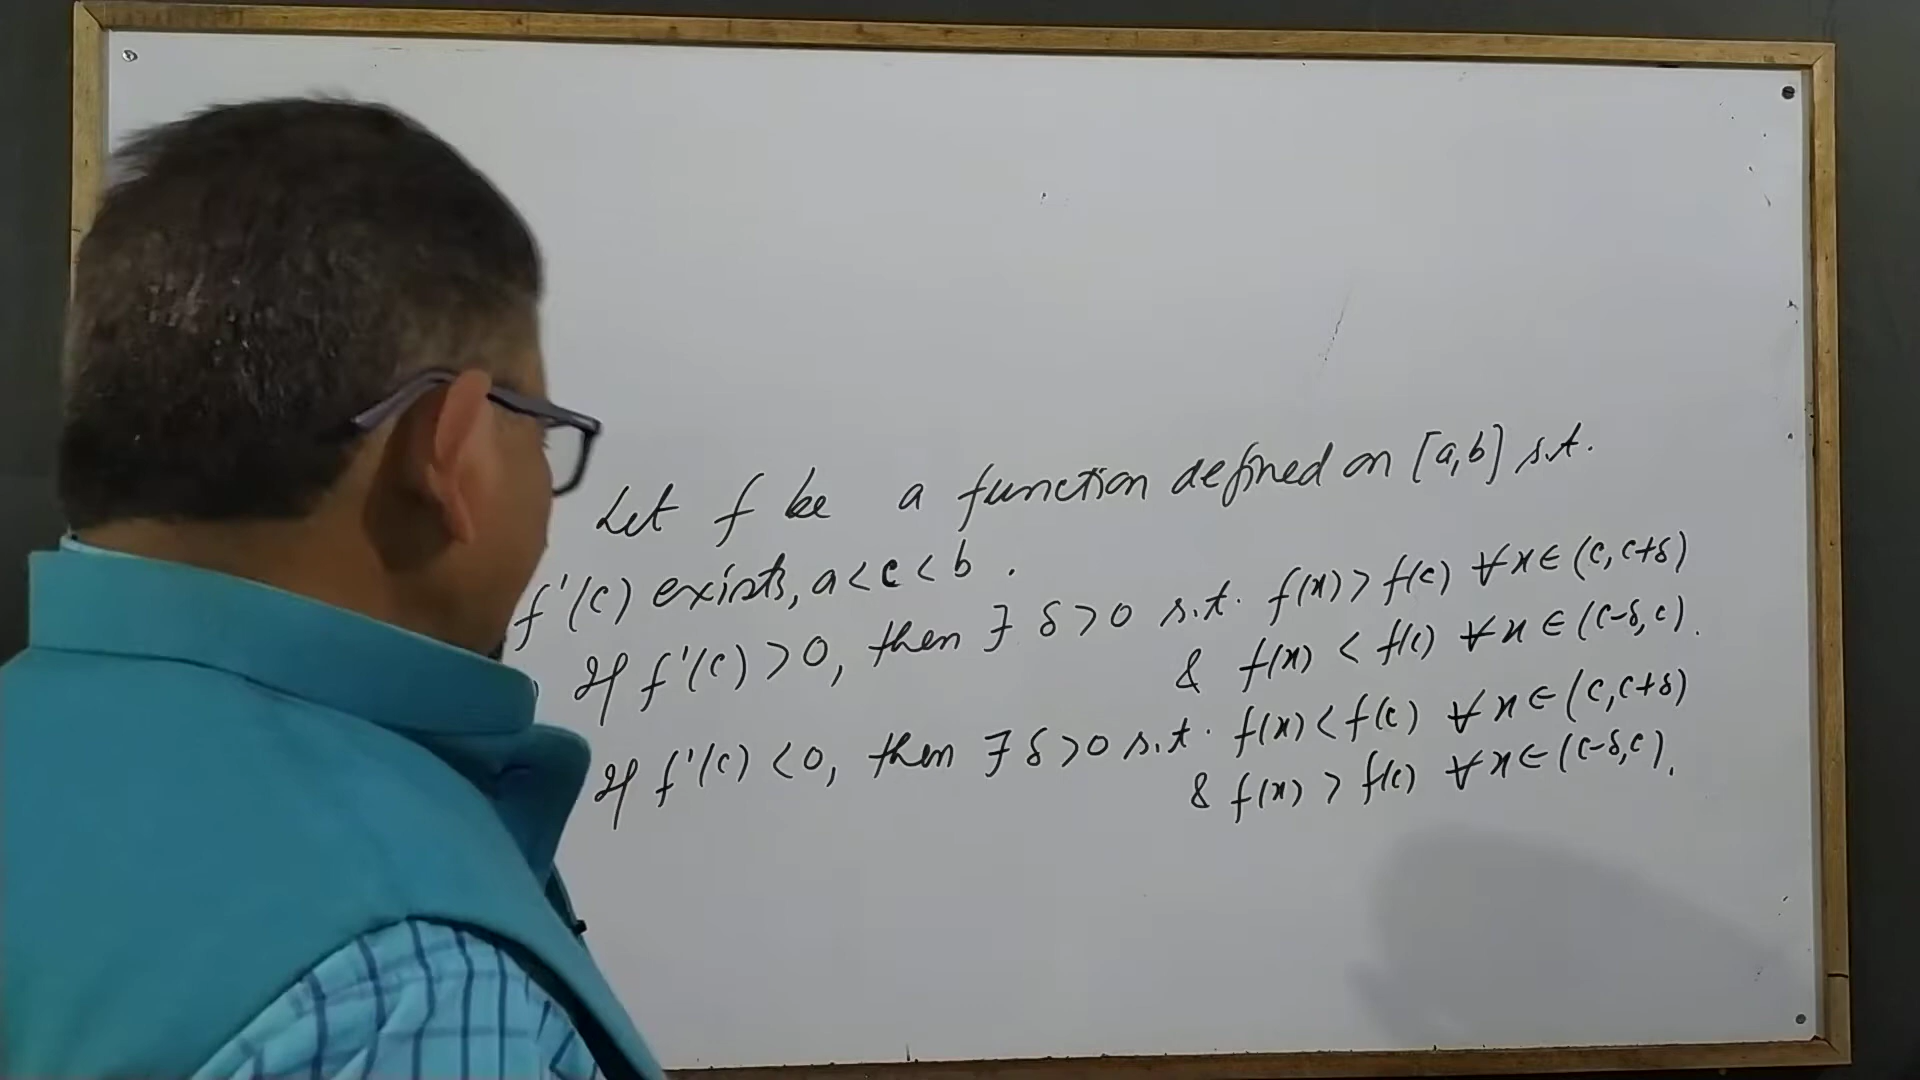 Let f be a function defined on [a,b] s.t.
f'(c) exists, a<c<b.
If f'(c) >0, then ∃ δ>0 s.t. f(x)> f(c) ∀x∈(c,c+δ)
& f(x) < f(c) ∀x∈(c-δ,c).
If f'(c) <0, then ∃ δ>0 s.t. f(x)<f(c) ∀x∈(c,c+δ)
& f(x) > f(c) ∀x∈(c-δ,c).